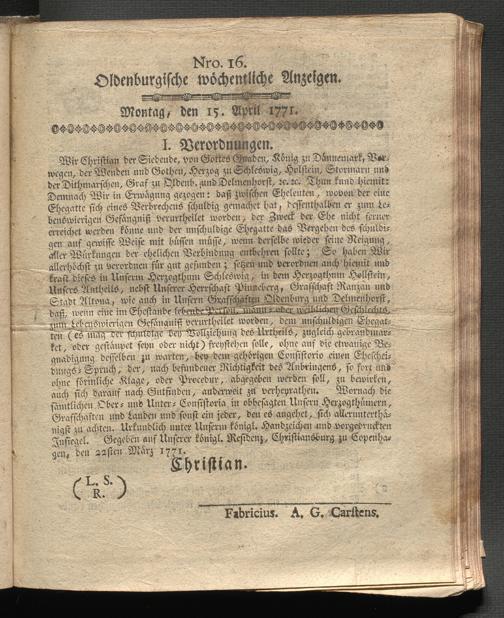 Nro. 16.
Oldenburgische wöchentliche Anzeigen.
Montag, den 15. April 1771.
I. Verordnungen.
Wir Christian der Siebende, von Gottes Gnaden, König zu Dännemark, Nor-
wegen, der Wenden und Gothen, Herzog zu Schleswig, Holstein, Stormarn und
der Dithmarschen, Graf zu Oldenb. und Delmenhorst, ꝛc. ꝛc. Thun kund hiemit:
Demnach Wir in Erwägung gezogen: daß zwischen Eheleuten, wovon der eine
Ehegatte sich eines Verbrechens schuldig gemacht hat, dessenthalben er zum Le-
benswierigen Gefängniß verurtheilet worden, der Zweck der Ehe nicht ferner
erreichet werden könne und der unschuldige Ehegatte das Vergehen des schuldi-
gen auf gewisse Weise mit büssen müsse, wenn derselbe wieder seine Neigung,
aller Würkungen der ehelichen Verbindung entbehren sollte; So haben Wir
allerhöchst zu verordnen für gut gefunden; setzen und verordnen auch hiemit und
kraft dieses in Unserm Herzogthum Schleswig, in dem Herzogthum Hollstein,
Unsers Antheils, nebst Unserer Herrschaft Pinneberg, Grafschaft Ranzau und
Stadt Altona, wie auch in Unsern Grafschaften Oldenburg und Delmenhorst,
daß, wenn eine im Ehestande lebende Person, mann- oder weiblichen Geschlechts,
zum Lebenswierigen Gefängniß verurtheilet worden, dem unschuldigen Ehegat-
ten (es mag der schuldige bey Vollziehung des Urtheils, zugleich gebrandmar-
ket, oder gestäupet seyn oder nicht) freystehen solle, ohne auf die etwanige Be-
gnadigung desselben zu warten, bey dem gehörigen Consistorio einen Eheschei-
dungs-Spruch, der, nach befundener Richtigkeit des Anbringens, so fort und
ohne förmliche Klage, oder Procedur, abgegeben werden soll, zu bewirken,
auch sich darauf nach Gutfinden, anderweit zu verheyrathen. Wornach die
sämtlichen Ober- und Unter-Consistoria in obbesagten Unsern Herzogthümern,
Grafschaften und Landen und sonst ein jeder, den es angehet, sich allerunterthä-
nigst zu achten. Urkundlich unter Unserm königl. Handzeichen und vorgedruckten
Insiegel. Gegeben auf Unserer königl. Residenz, Christiansburg zu Copenha-
gen, den 22sten März 1771.
Christian.
(L. S.
R.)
Fabricius. A. G. Carstens.